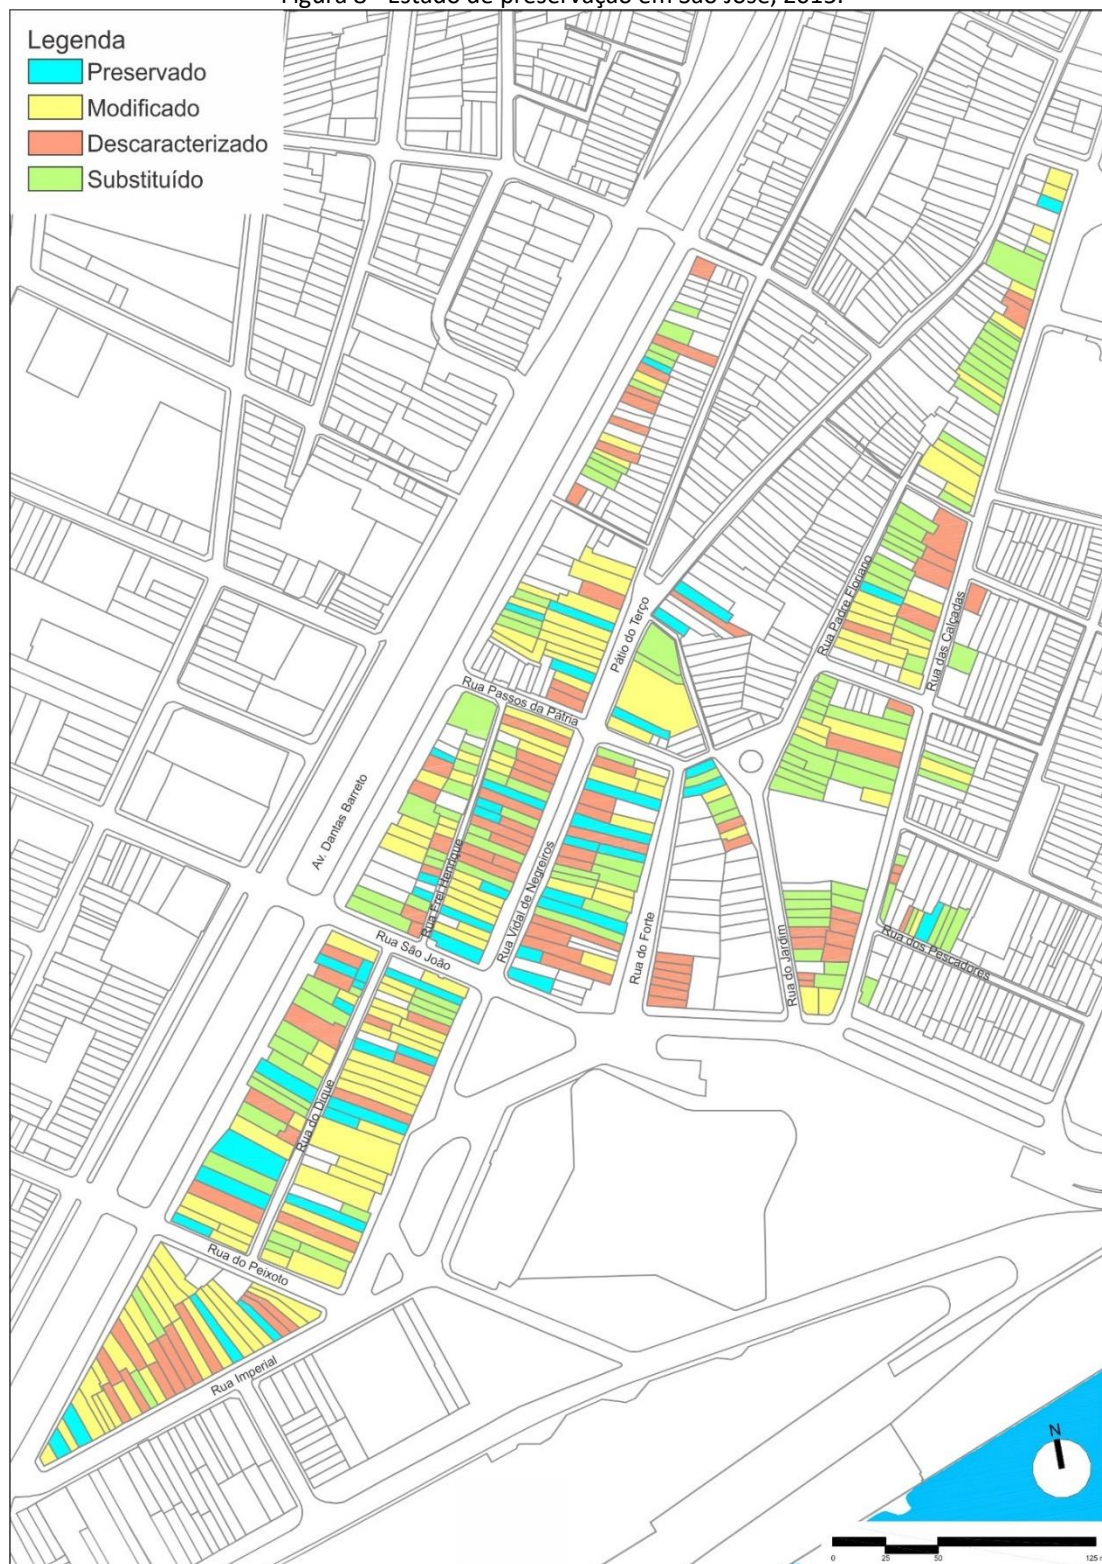 Figura 8 - Estado de preservação em São José, 2015.
Legenda
Preservado
Modificado
Descaracterizado
Substituído
Rua Padre Floriano
Pátio do Terço
Rua das Calçadas
Rua Passos da Pátria
Av. Dantas Barreto
Rua Frei Henrique
Rua Vidal de Negreiros
Rua São João
Rua do Forte
Rua do Jardim
Rua dos Pescadores
Rua do Dique
Rua do Peixoto
Rua Imperial
N
0 25 50 125